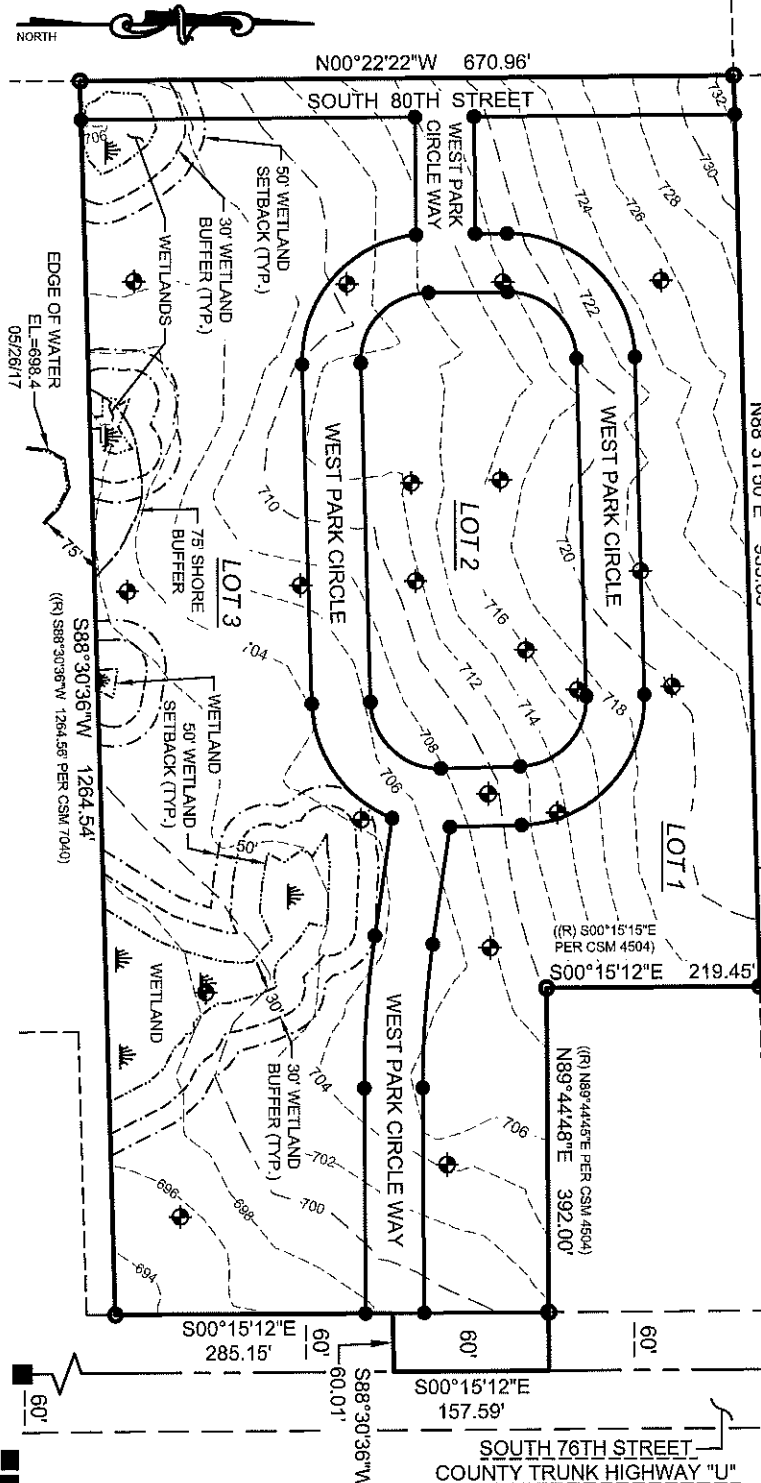 NORTH
N00°22'22"W 670.96'
SOUTH 80TH STREET
732
730
728
726
724
722
WEST PARK
CIRCLE WAY
706
50' WETLAND
SETBACK (TYP.)
30' WETLAND
BUFFER (TYP.)
WETLANDS
EDGE OF WATER
EL.=698.4
05/26/17
75'
75' SHORE
BUFFER
WEST PARK CIRCLE
710
LOT 2
720
WEST PARK CIRCLE
716
718
714
712
708
706
704
LOT 3
LOT 1
S88°30'36"W 1264.54'
((R) S88°30'36"W 1264.56' PER CSM 7040)
WETLAND
50' WETLAND
SETBACK (TYP.)
50'
((R) S00°15'15"E
PER CSM 4504)
S00°15'12"E 219.45'
WETLAND
30'
30' WETLAND
BUFFER (TYP.)
704
WEST PARK CIRCLE WAY
706
((R) N89°44'45"E PER CSM 4504)
N89°44'48"E 392.00'
702
700
698
696
694
S00°15'12"E
285.15'
60'
60'
60'
S88°30'36"W
60.01'
S00°15'12"E
157.59'
60'
SOUTH 76TH STREET
COUNTY TRUNK HIGHWAY "U"